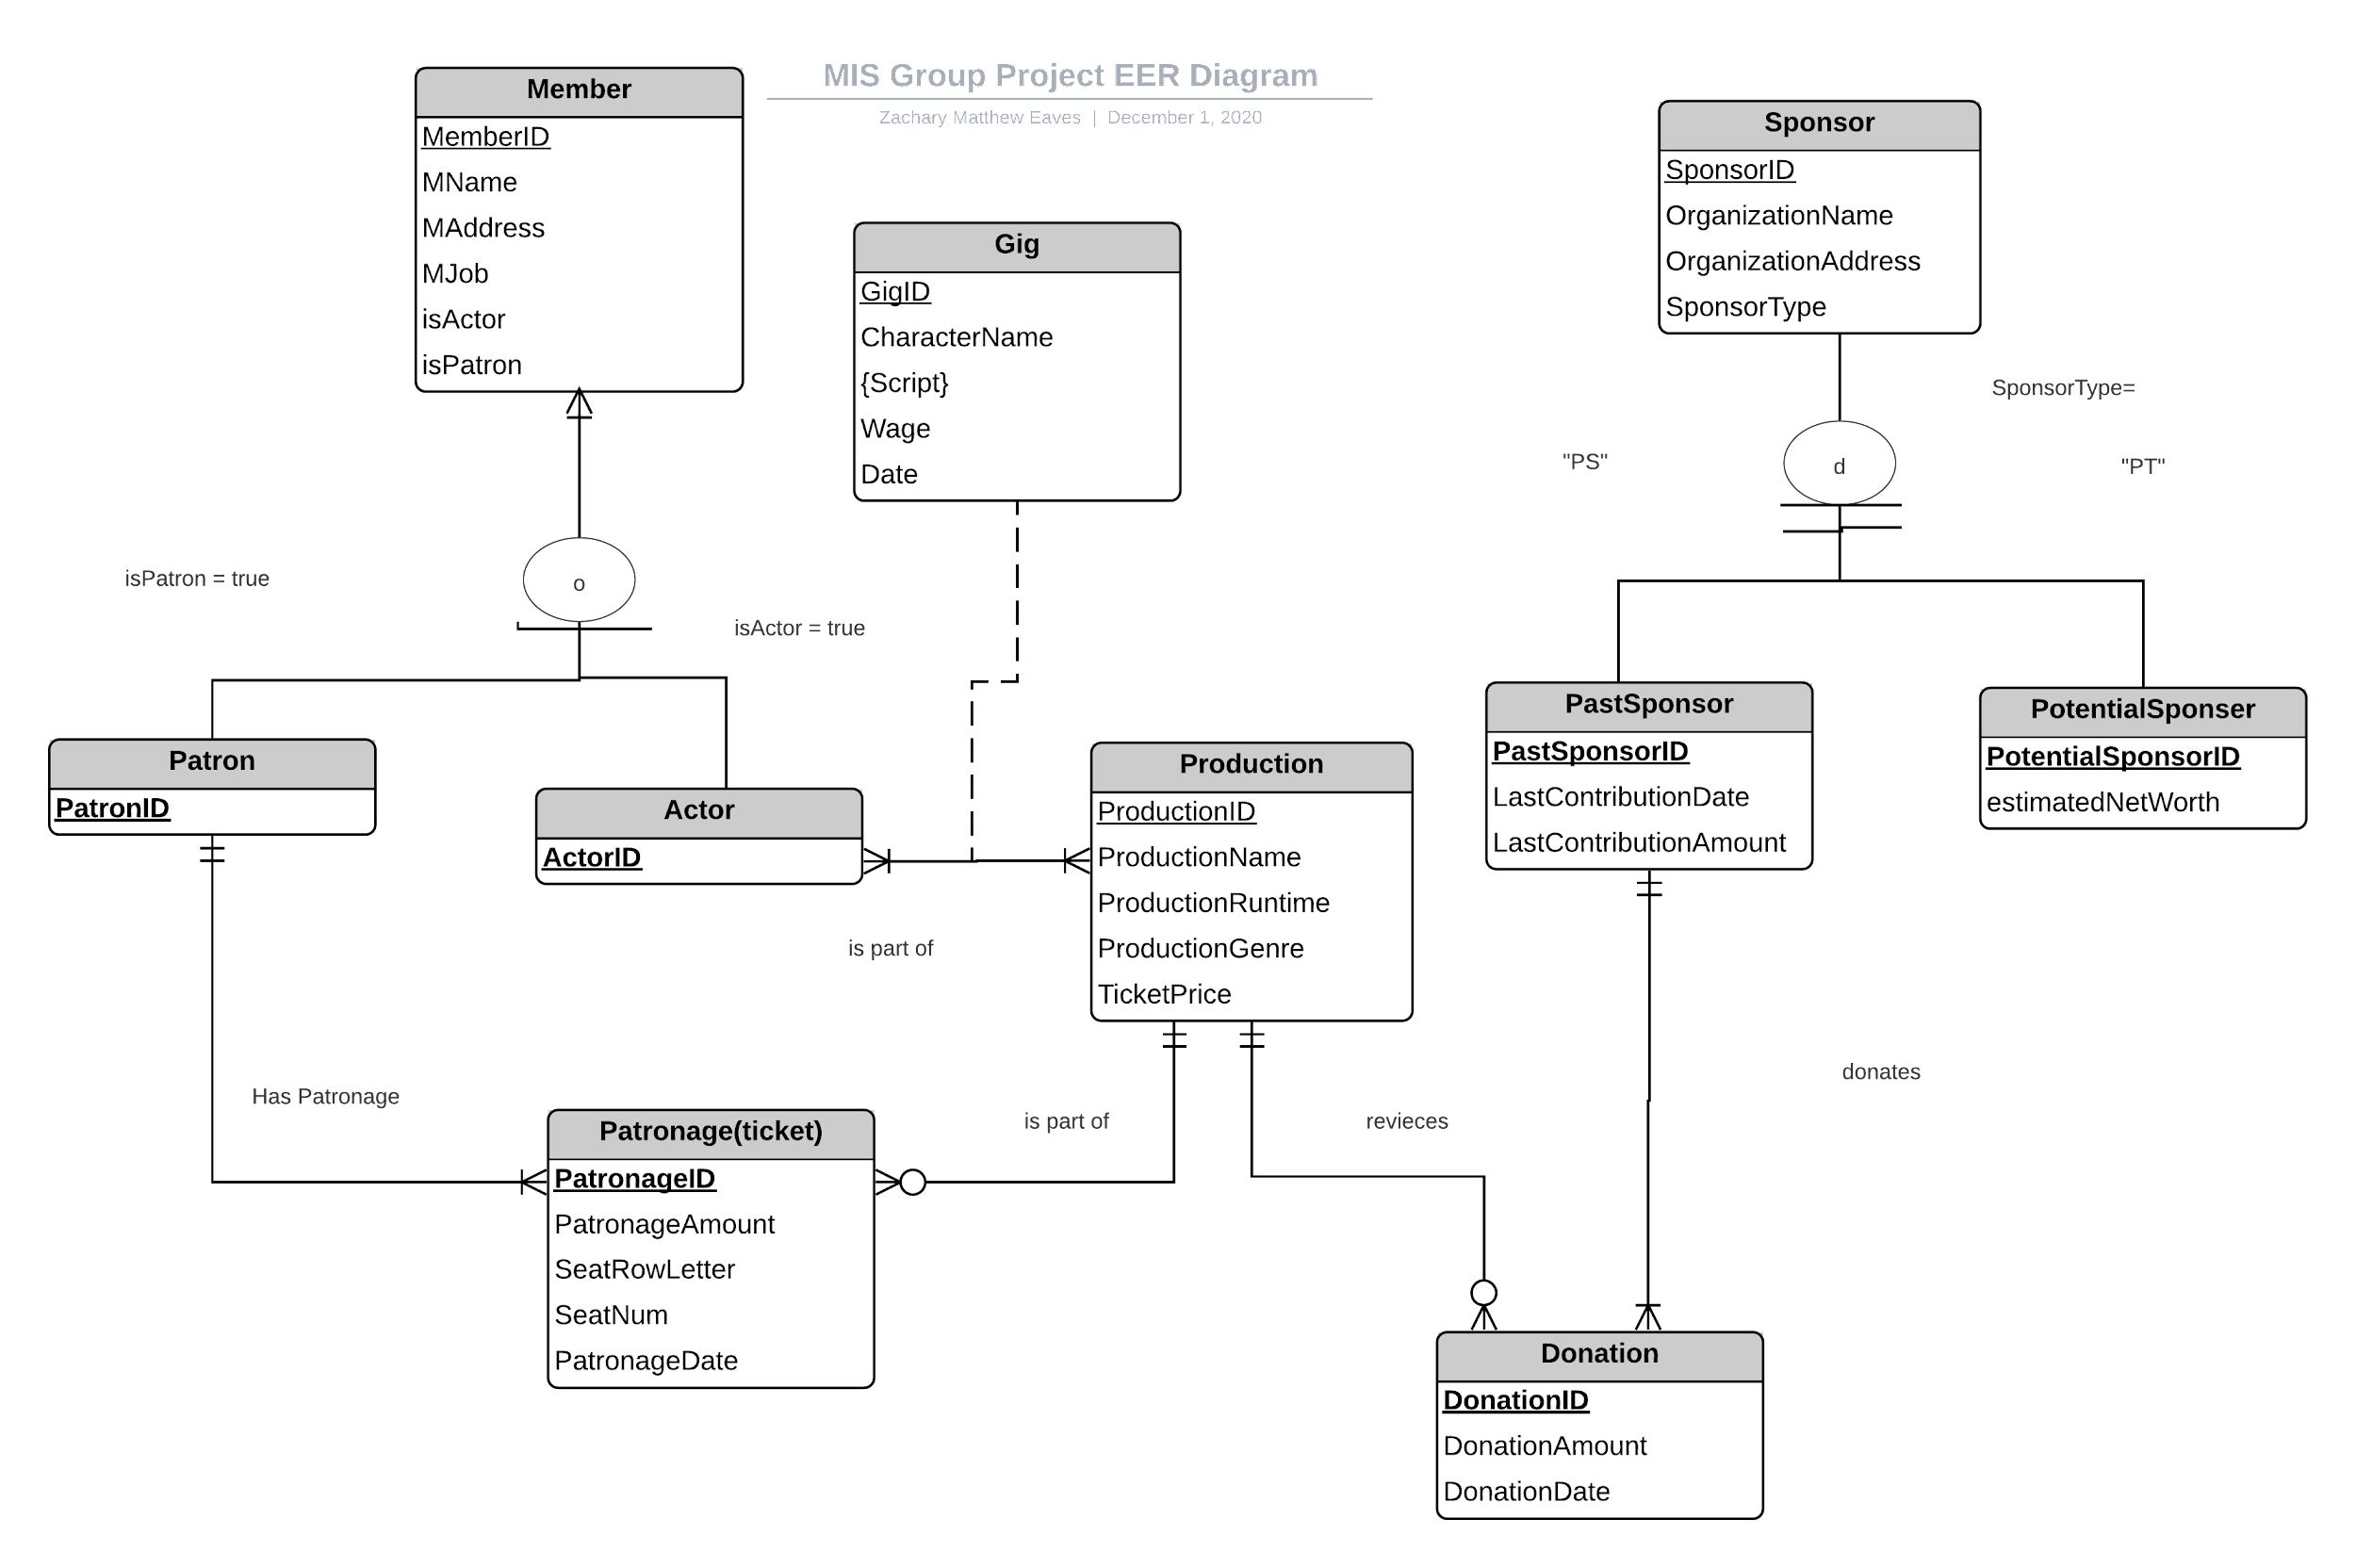 MIS Group Project EER Diagram
Zachary Matthew Eaves | December 1, 2020
Member
MemberID
MName
MAddress
MJob
isActor
isPatron
Gig
GigID
CharacterName
{Script}
Wage
Date
Sponsor
SponsorID
OrganizationName
OrganizationAddress
SponsorType
SponsorType=
"PS"
d
"PT"
isPatron = true
o
isActor = true
Patron
PatronID
Actor
ActorID
Production
ProductionID
ProductionName
ProductionRuntime
ProductionGenre
TicketPrice
PastSponsor
PastSponsorID
LastContributionDate
LastContributionAmount
PotentialSponser
PotentialSponsorID
estimatedNetWorth
is part of
Has Patronage
is part of
revieces
donates
Patronage(ticket)
PatronageID
PatronageAmount
SeatRowLetter
SeatNum
PatronageDate
Donation
DonationID
DonationAmount
DonationDate